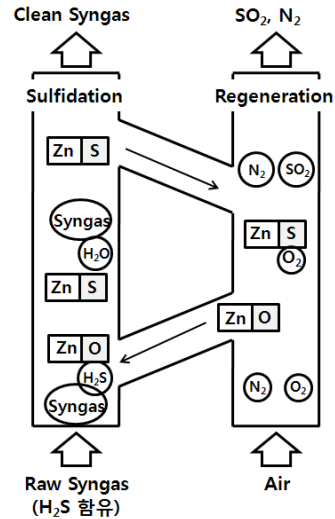 Clean Syngas
SO₂, N₂
Sulfidation
Regeneration
Zn S
N₂ SO₂
Syngas
H₂O
Zn S
O₂
Zn S
Zn O
Zn O
H₂S
Syngas
N₂ O₂
Raw Syngas
(H₂S 함유)
Air